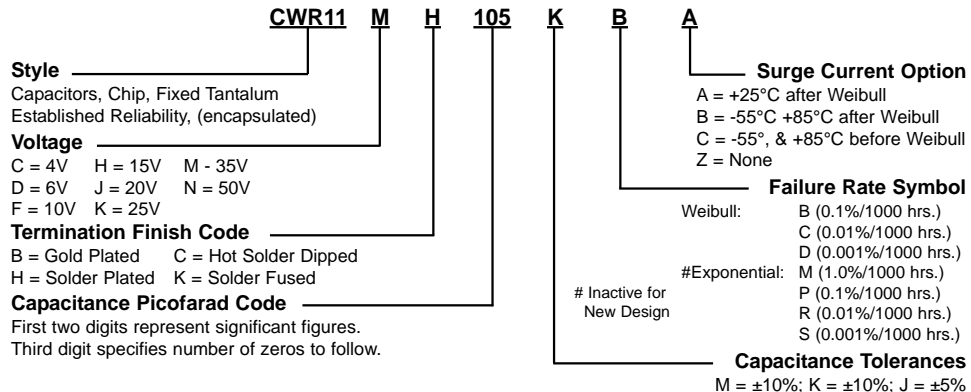 CWR11 M H 105 K B A
Style
Capacitors, Chip, Fixed Tantalum
Established Reliability, (encapsulated)
Voltage
C = 4V H = 15V M - 35V
D = 6V J = 20V N = 50V
F = 10V K = 25V
Termination Finish Code
B = Gold Plated C = Hot Solder Dipped
H = Solder Plated K = Solder Fused
Capacitance Picofarad Code
First two digits represent significant figures.
Third digit specifies number of zeros to follow.
Surge Current Option
A = +25°C after Weibull
B = -55°C +85°C after Weibull
C = -55°, & +85°C before Weibull
Z = None
Failure Rate Symbol
Weibull: B (0.1%/1000 hrs.)
C (0.01%/1000 hrs.)
D (0.001%/1000 hrs.)
#Exponential: M (1.0%/1000 hrs.)
P (0.1%/1000 hrs.)
R (0.01%/1000 hrs.)
S (0.001%/1000 hrs.)
# Inactive for
New Design
Capacitance Tolerances
M = ±10%; K = ±10%; J = ±5%